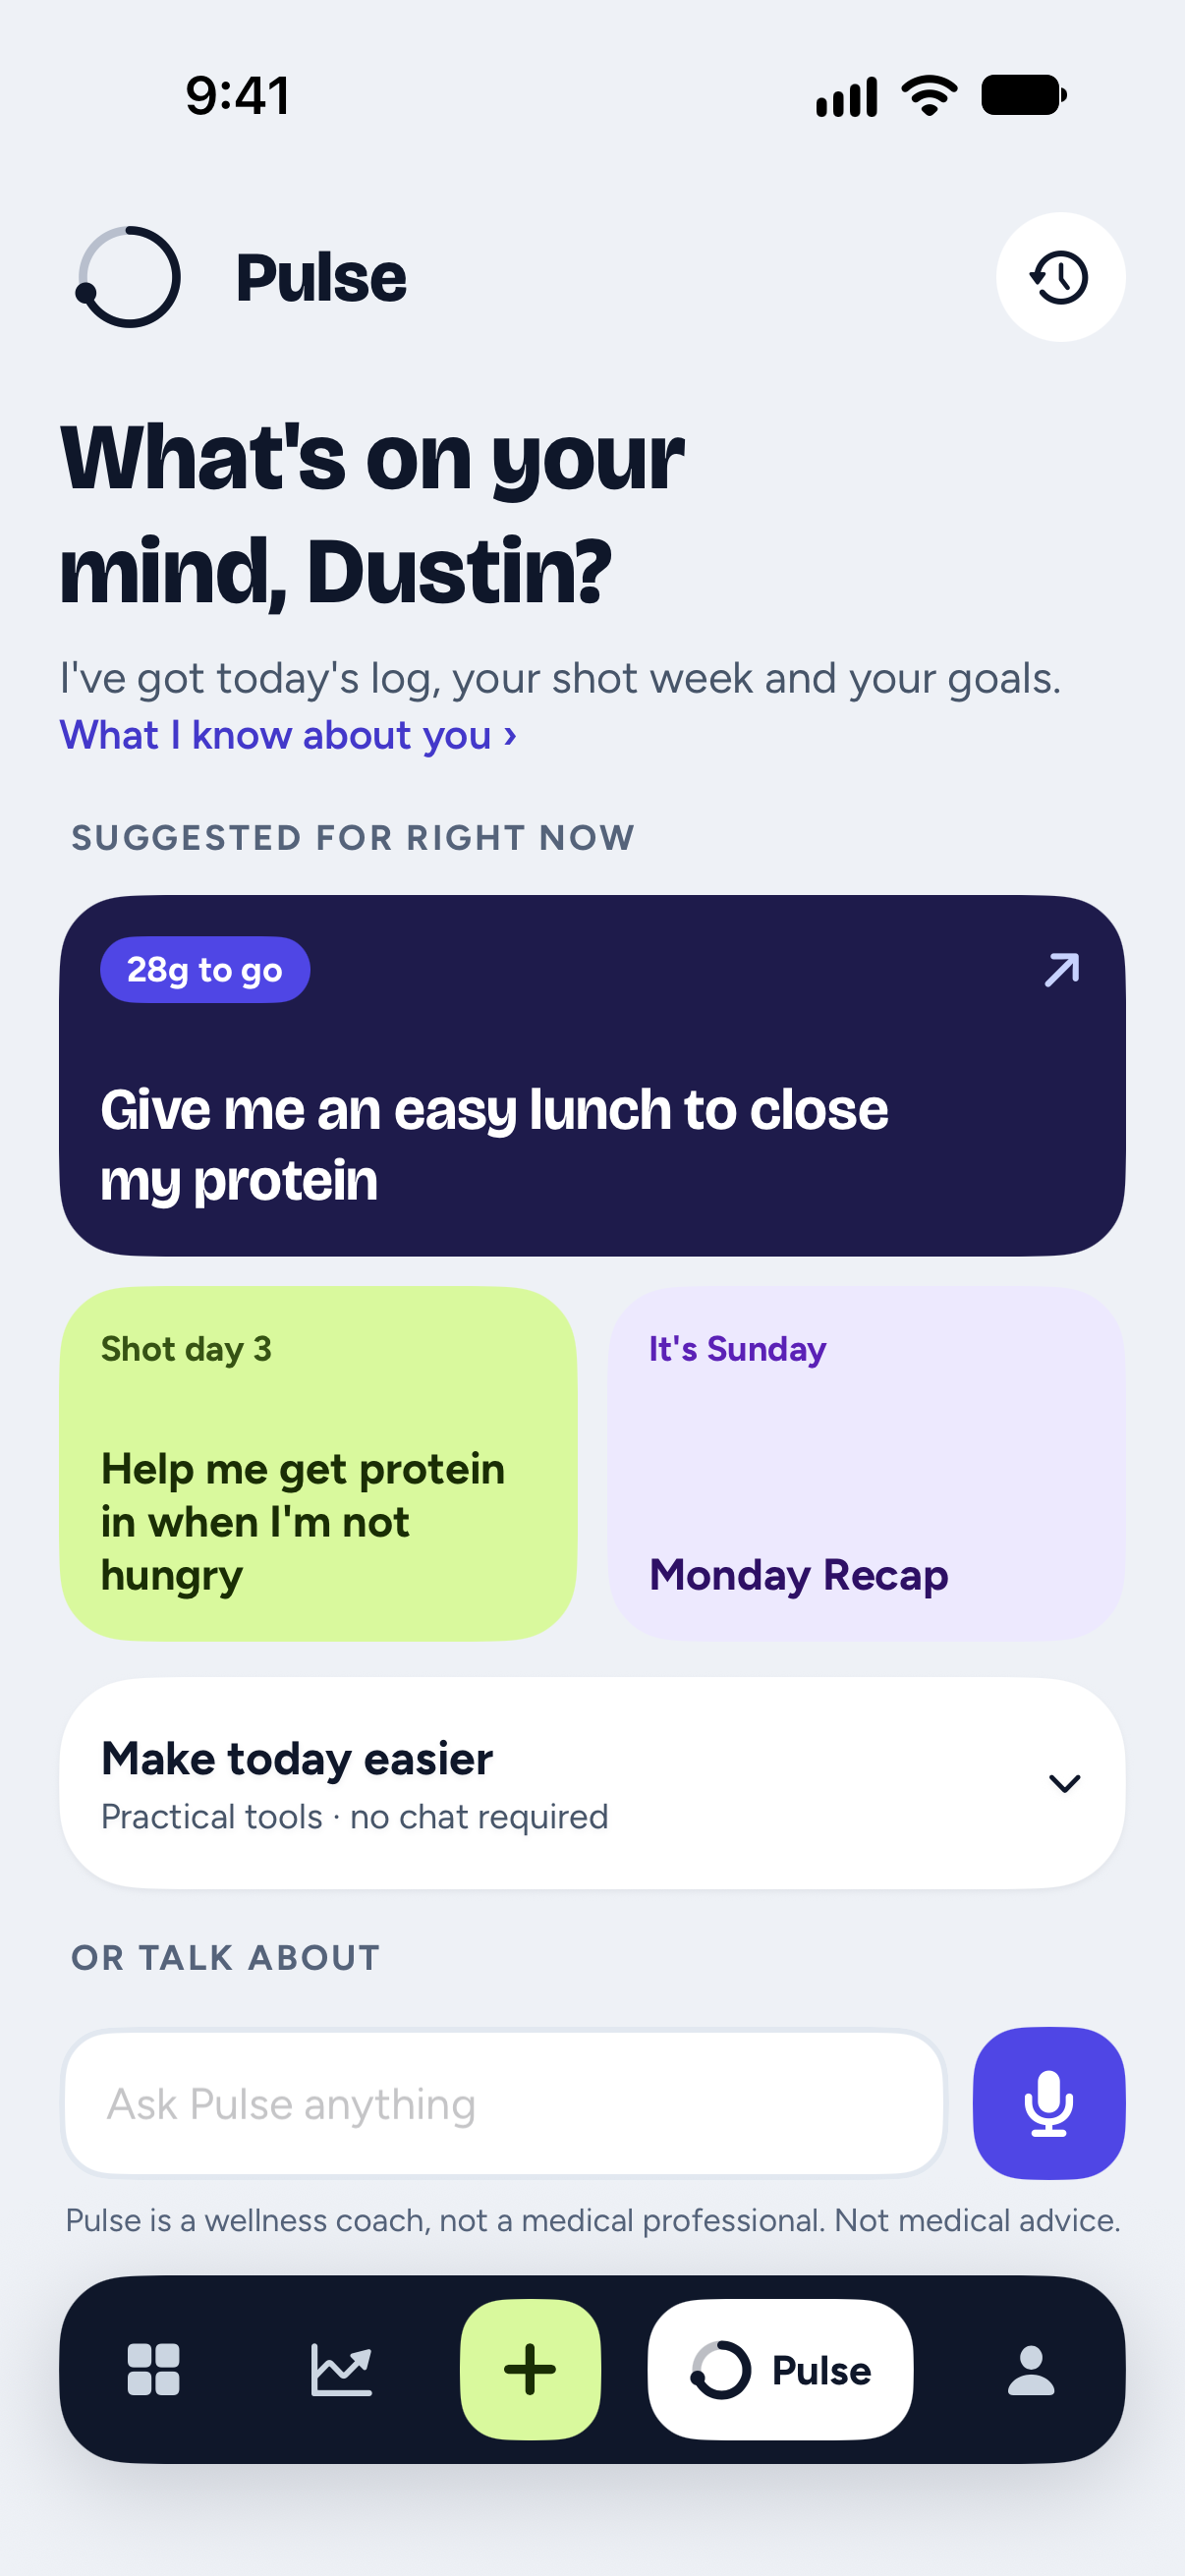 9:41
Pulse
What's on your
mind, Dustin?
I've got today's log, your shot week and your goals.
What I know about you ›
SUGGESTED FOR RIGHT NOW
28g to go
Give me an easy lunch to close
my protein
Shot day 3
Help me get protein
in when I'm not
hungry
It's Sunday
Monday Recap
Make today easier
Practical tools · no chat required
OR TALK ABOUT
Ask Pulse anything
Pulse is a wellness coach, not a medical professional. Not medical advice.
Pulse